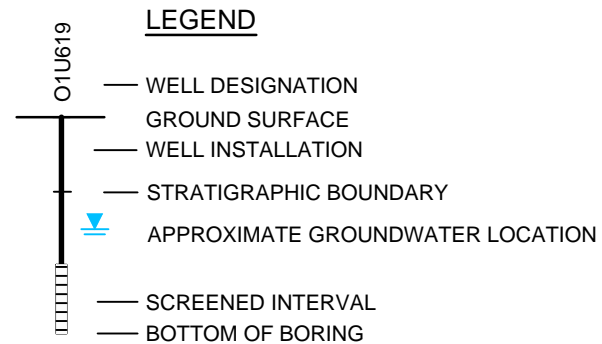 LEGEND
O1U619
WELL DESIGNATION
GROUND SURFACE
WELL INSTALLATION
STRATIGRAPHIC BOUNDARY
APPROXIMATE GROUNDWATER LOCATION
SCREENED INTERVAL
BOTTOM OF BORING